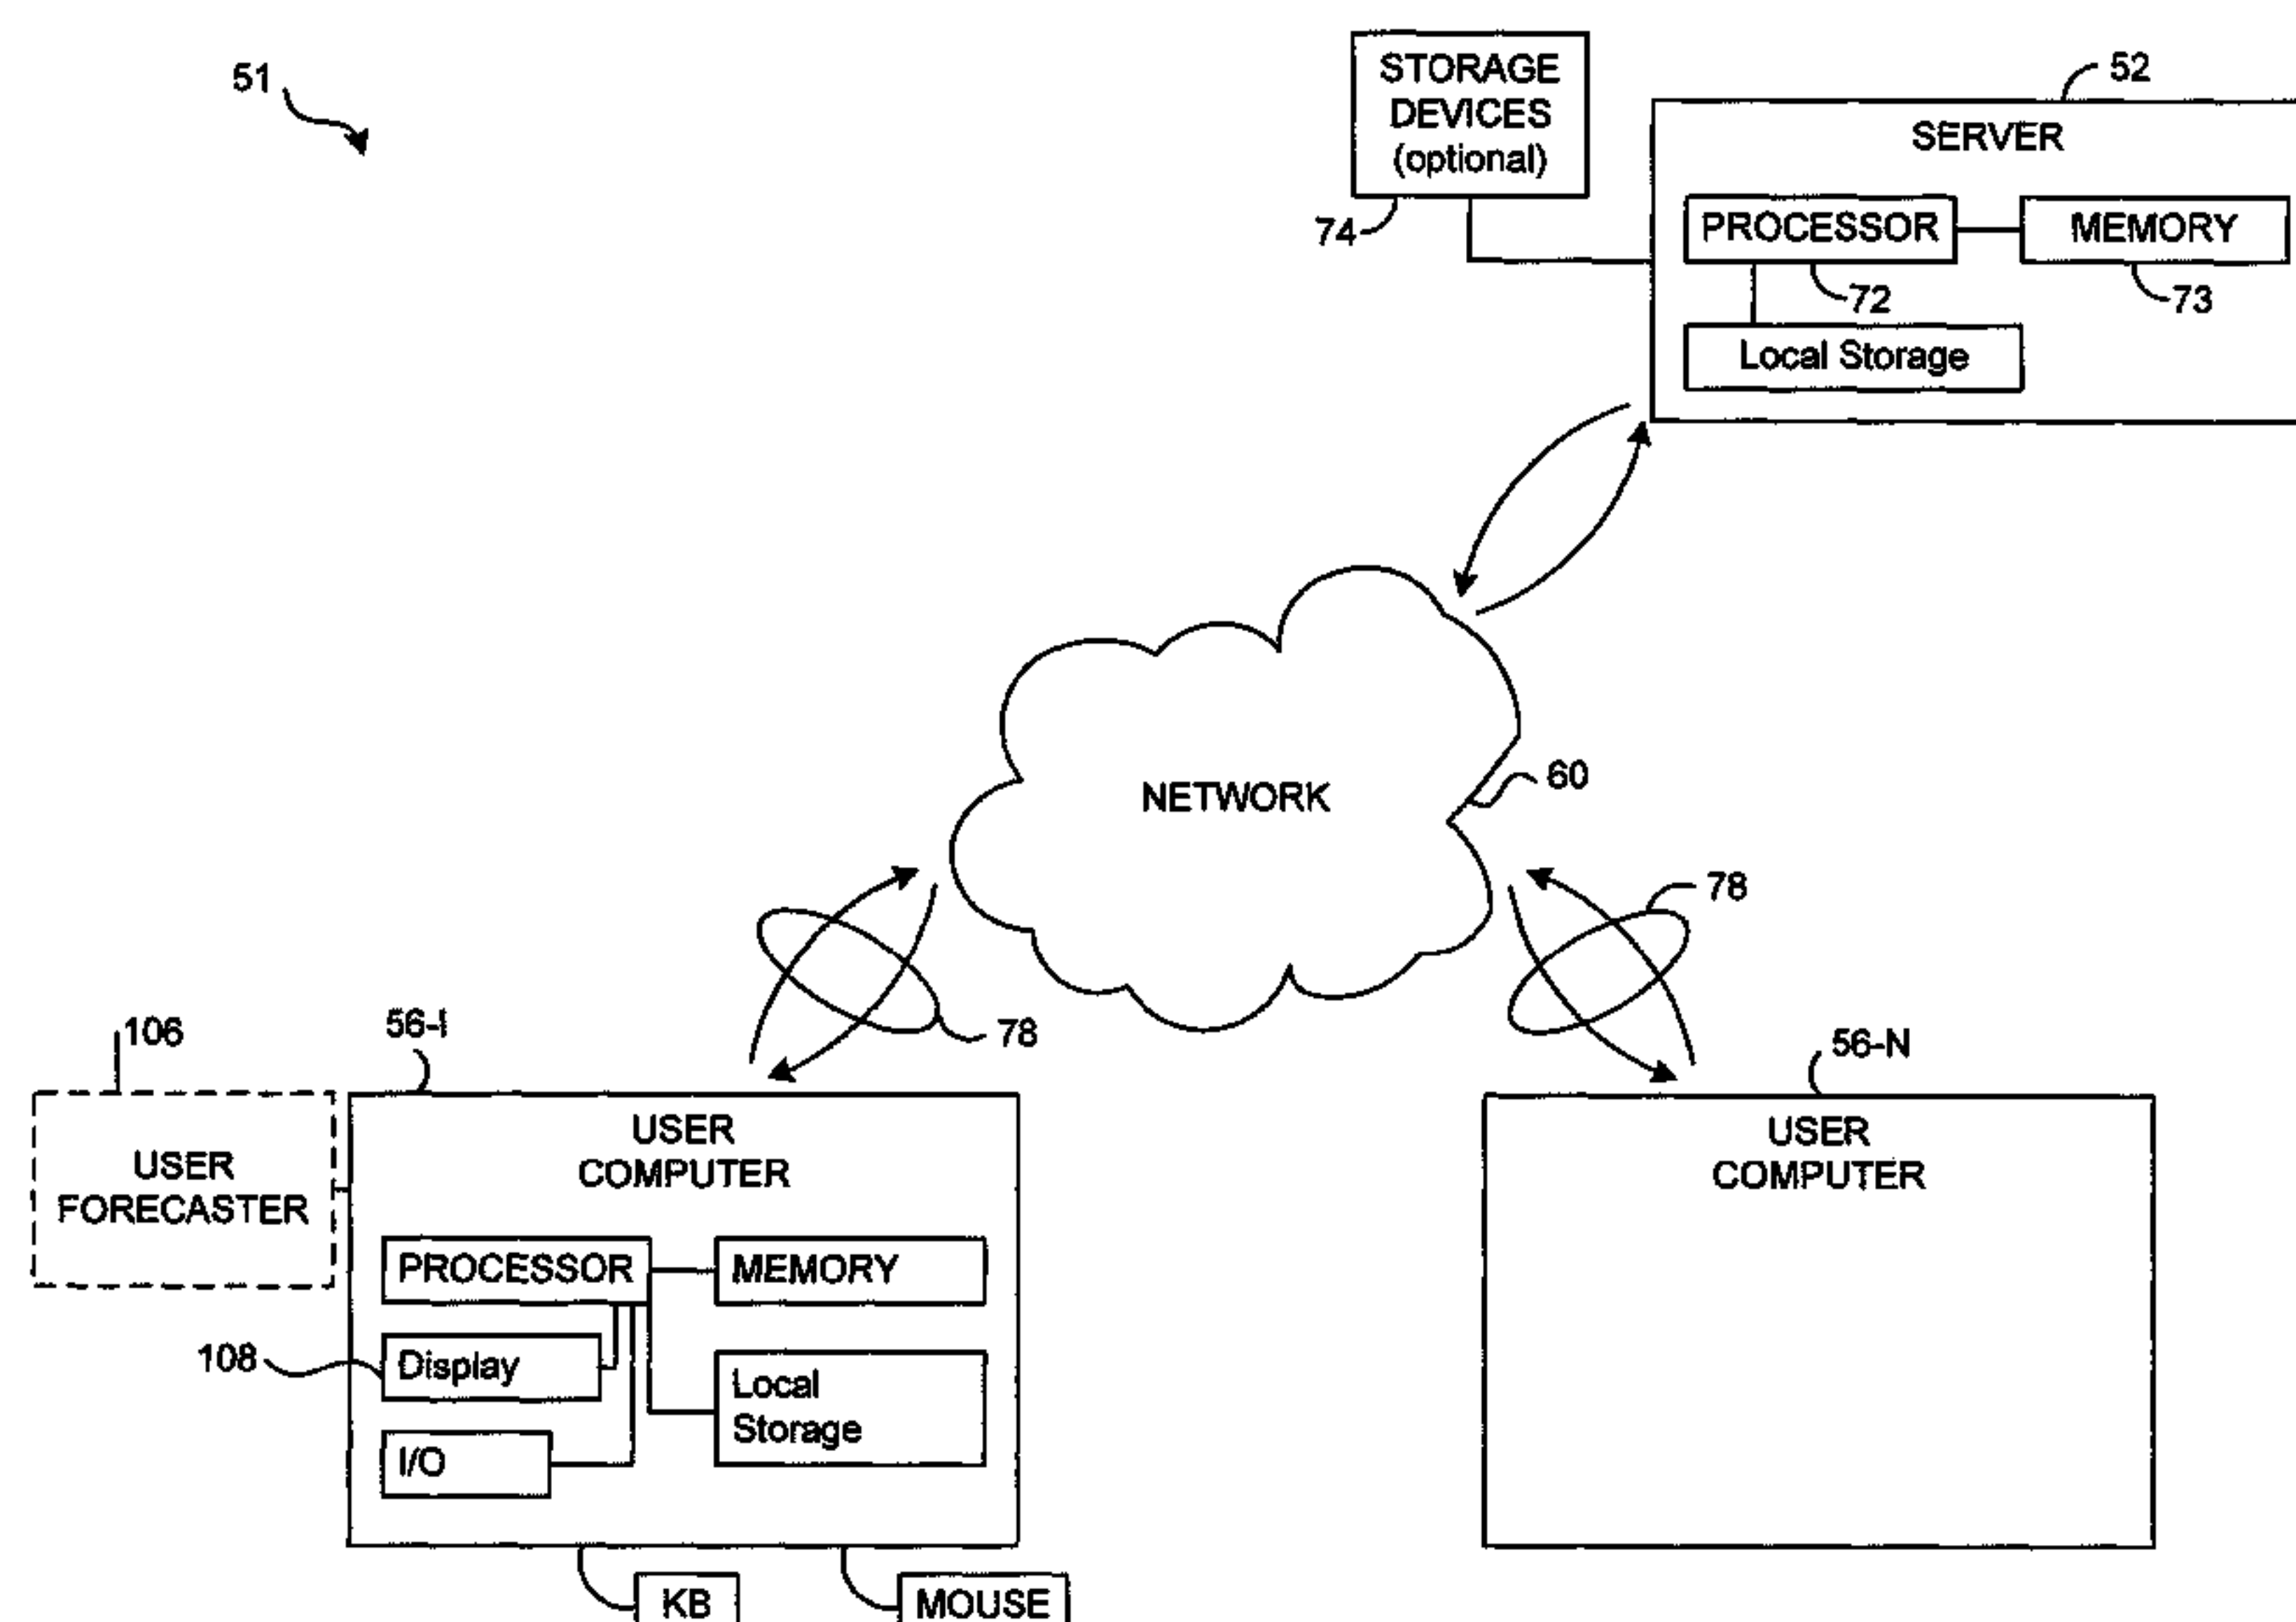 51
STORAGE
DEVICES
(optional)
74
52
SERVER
PROCESSOR
MEMORY
72
73
Local Storage
NETWORK
60
78
78
106
USER
FORECASTER
56-I
USER
COMPUTER
PROCESSOR
MEMORY
108
Display
Local
Storage
I/O
KB
MOUSE
56-N
USER
COMPUTER